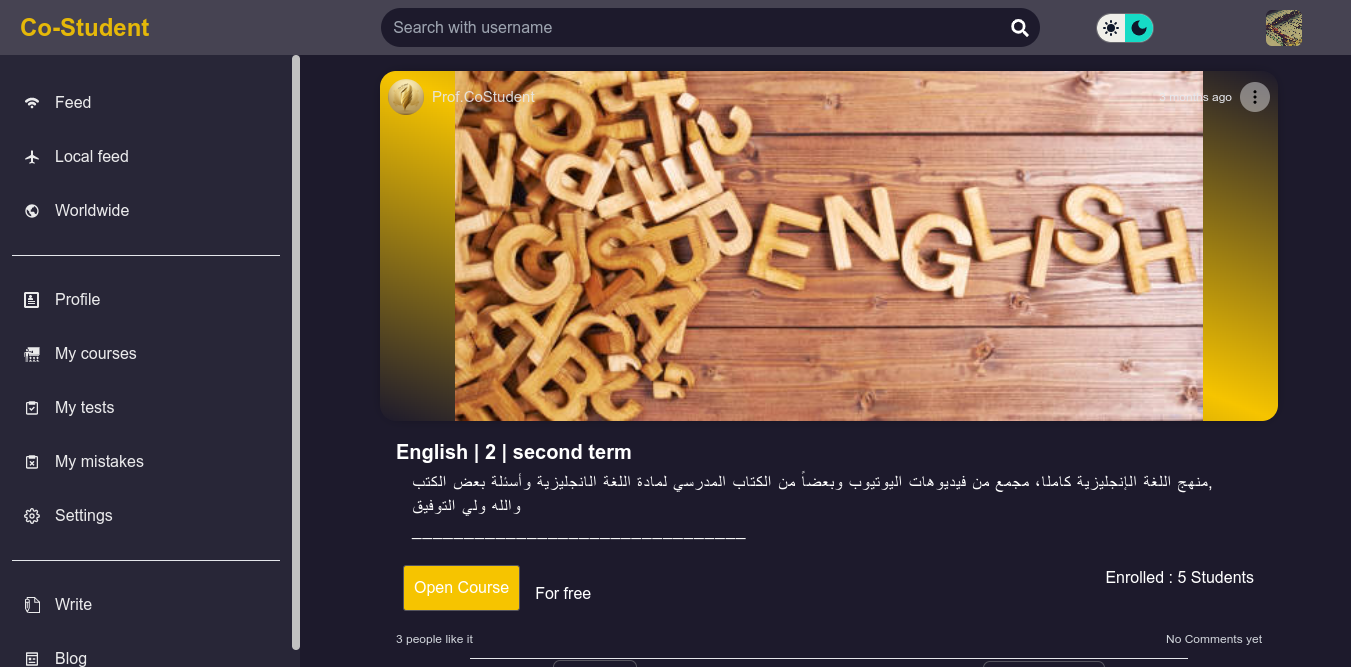 Co-Student
Search with username
Feed
Local feed
Worldwide
Profile
My courses
My tests
My mistakes
Settings
Write
Blog
Prof.CoStudent
3 months ago
ENGLISH
English | 2 | second term
منهج اللغة الإنجليزية كاملا، مجمع من فيديوهات اليوتيوب وبعضاً من الكتاب المدرسي لمادة اللغة الانجليزية وأسئلة بعض الكتب,
والله ولي التوفيق
________________________________
Open Course
For free
Enrolled : 5 Students
3 people like it
No Comments yet